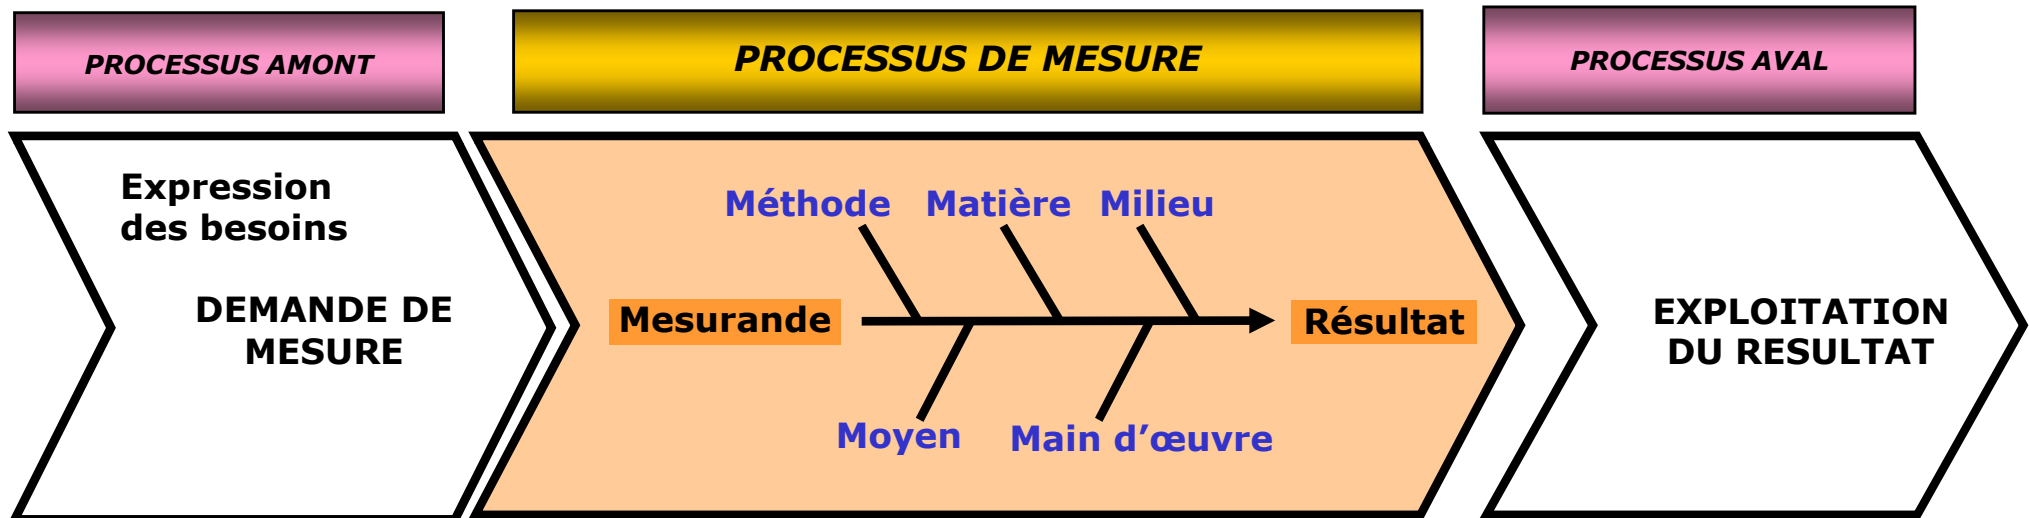 PROCESSUS AMONT
PROCESSUS DE MESURE
PROCESSUS AVAL
Expression
des besoins
DEMANDE DE
MESURE
Méthode
Matière
Milieu
Mesurande
Résultat
Moyen
Main d’œuvre
EXPLOITATION
DU RESULTAT